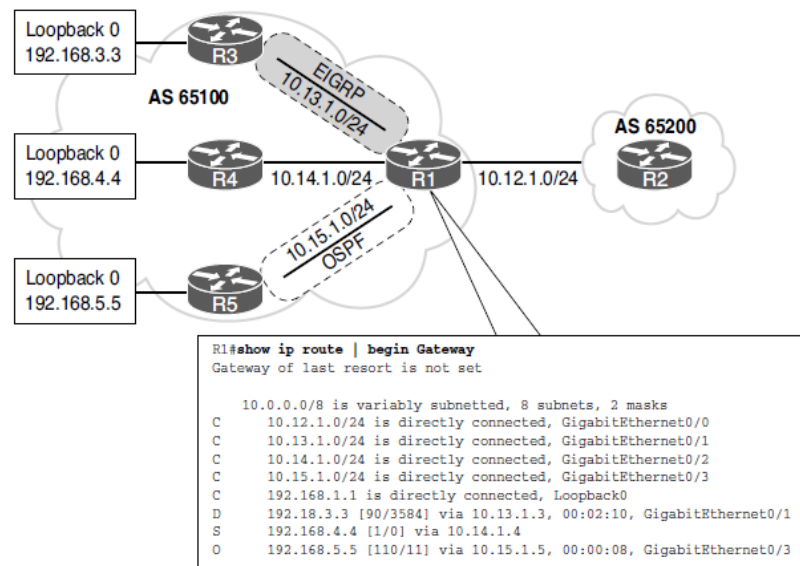 Loopback 0
192.168.3.3
R3
EIGRP
10.13.1.0/24
AS 65100
AS 65200
Loopback 0
192.168.4.4
R4
10.14.1.0/24
R1
10.12.1.0/24
R2
10.15.1.0/24
OSPF
Loopback 0
192.168.5.5
R5
R1#show ip route | begin Gateway
Gateway of last resort is not set
10.0.0.0/8 is variably subnetted, 8 subnets, 2 masks
C 10.12.1.0/24 is directly connected, GigabitEthernet0/0
C 10.13.1.0/24 is directly connected, GigabitEthernet0/1
C 10.14.1.0/24 is directly connected, GigabitEthernet0/2
C 10.15.1.0/24 is directly connected, GigabitEthernet0/3
C 192.168.1.1 is directly connected, Loopback0
D 192.18.3.3 [90/3584] via 10.13.1.3, 00:02:10, GigabitEthernet0/1
S 192.168.4.4 [1/0] via 10.14.1.4
O 192.168.5.5 [110/11] via 10.15.1.5, 00:00:08, GigabitEthernet0/3